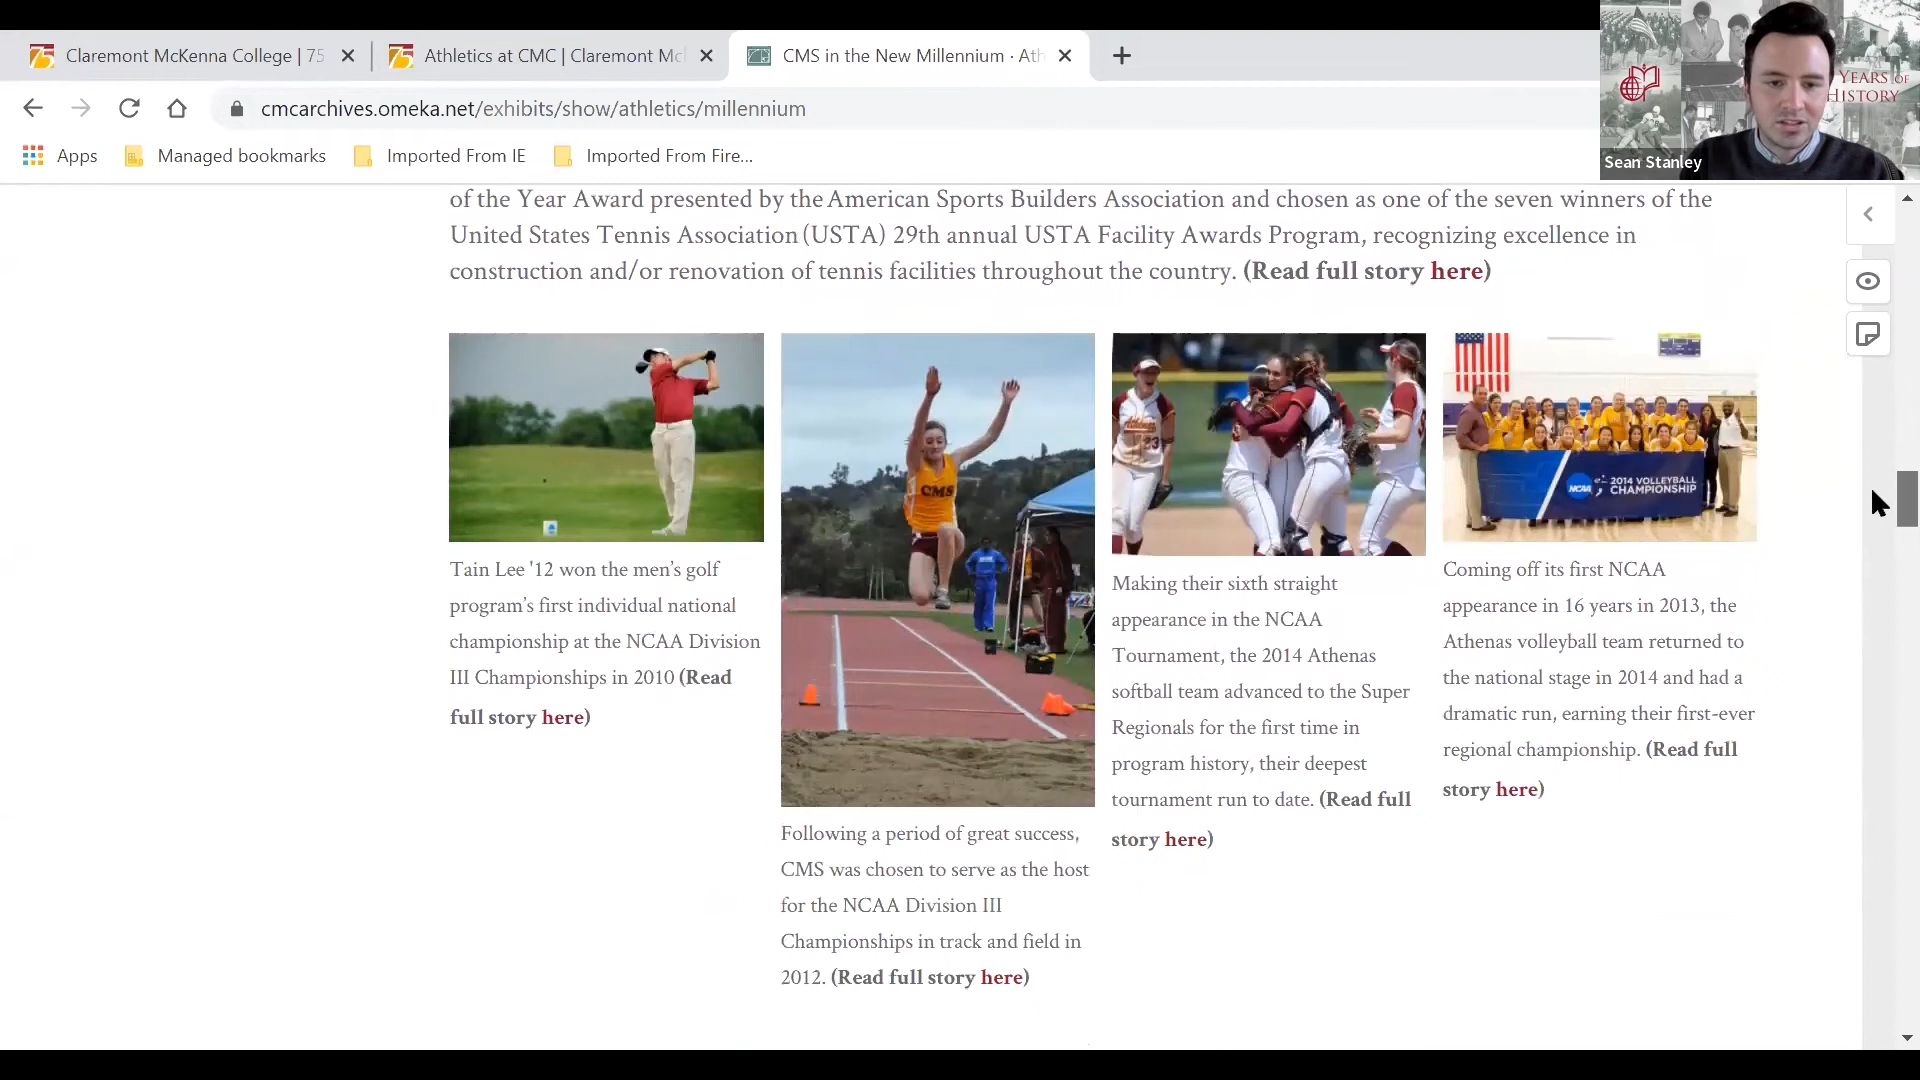 Claremont McKenna College | 75
Athletics at CMC | Claremont Mc
CMS in the New Millennium · Ath
cmcarchives.omeka.net/exhibits/show/athletics/millennium
Apps
Managed bookmarks
Imported From IE
Imported From Fire...
YEARS OF
HISTORY
Sean Stanley
of the Year Award presented by the American Sports Builders Association and chosen as one of the seven winners of the
United States Tennis Association (USTA) 29th annual USTA Facility Awards Program, recognizing excellence in
construction and/or renovation of tennis facilities throughout the country. (Read full story here)
Tain Lee '12 won the men's golf
program's first individual national
championship at the NCAA Division
III Championships in 2010 (Read
full story here)
CMS
Following a period of great success,
CMS was chosen to serve as the host
for the NCAA Division III
Championships in track and field in
2012. (Read full story here)
23
Making their sixth straight
appearance in the NCAA
Tournament, the 2014 Athenas
softball team advanced to the Super
Regionals for the first time in
program history, their deepest
tournament run to date. (Read full
story here)
NCAA
2014 VOLLEYBALL
CHAMPIONSHIP
Coming off its first NCAA
appearance in 16 years in 2013, the
Athenas volleyball team returned to
the national stage in 2014 and had a
dramatic run, earning their first-ever
regional championship. (Read full
story here)